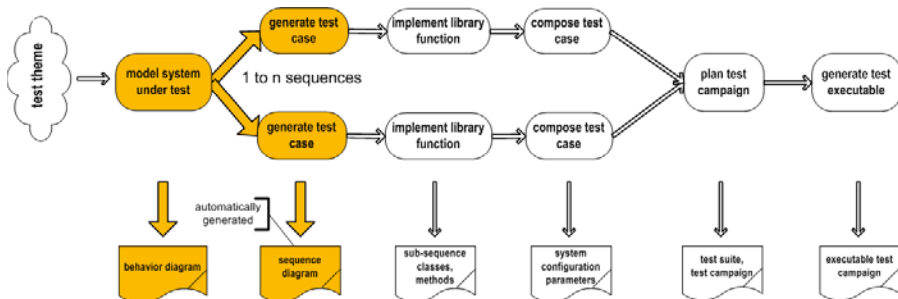 test theme
model system
under test
generate test
case
implement library
function
compose test
case
1 to n sequences
generate test
case
implement library
function
compose test
case
plan test
campaign
generate test
executable
automatically
generated
behavior diagram
sequence
diagram
sub-sequence
classes,
methods
system
configuration
parameters
test suite,
test campaign
executable test
campaign